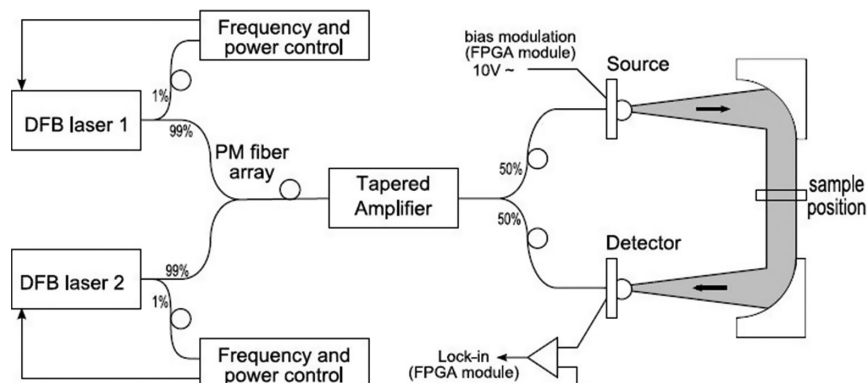 Frequency and
power control
1%
DFB laser 1
99%
PM fiber
array
Tapered
Amplifier
99%
DFB laser 2
1%
Frequency and
power control
bias modulation
(FPGA module)
10V ~
Source
50%
50%
sample
position
Detector
Lock-in
(FPGA module)